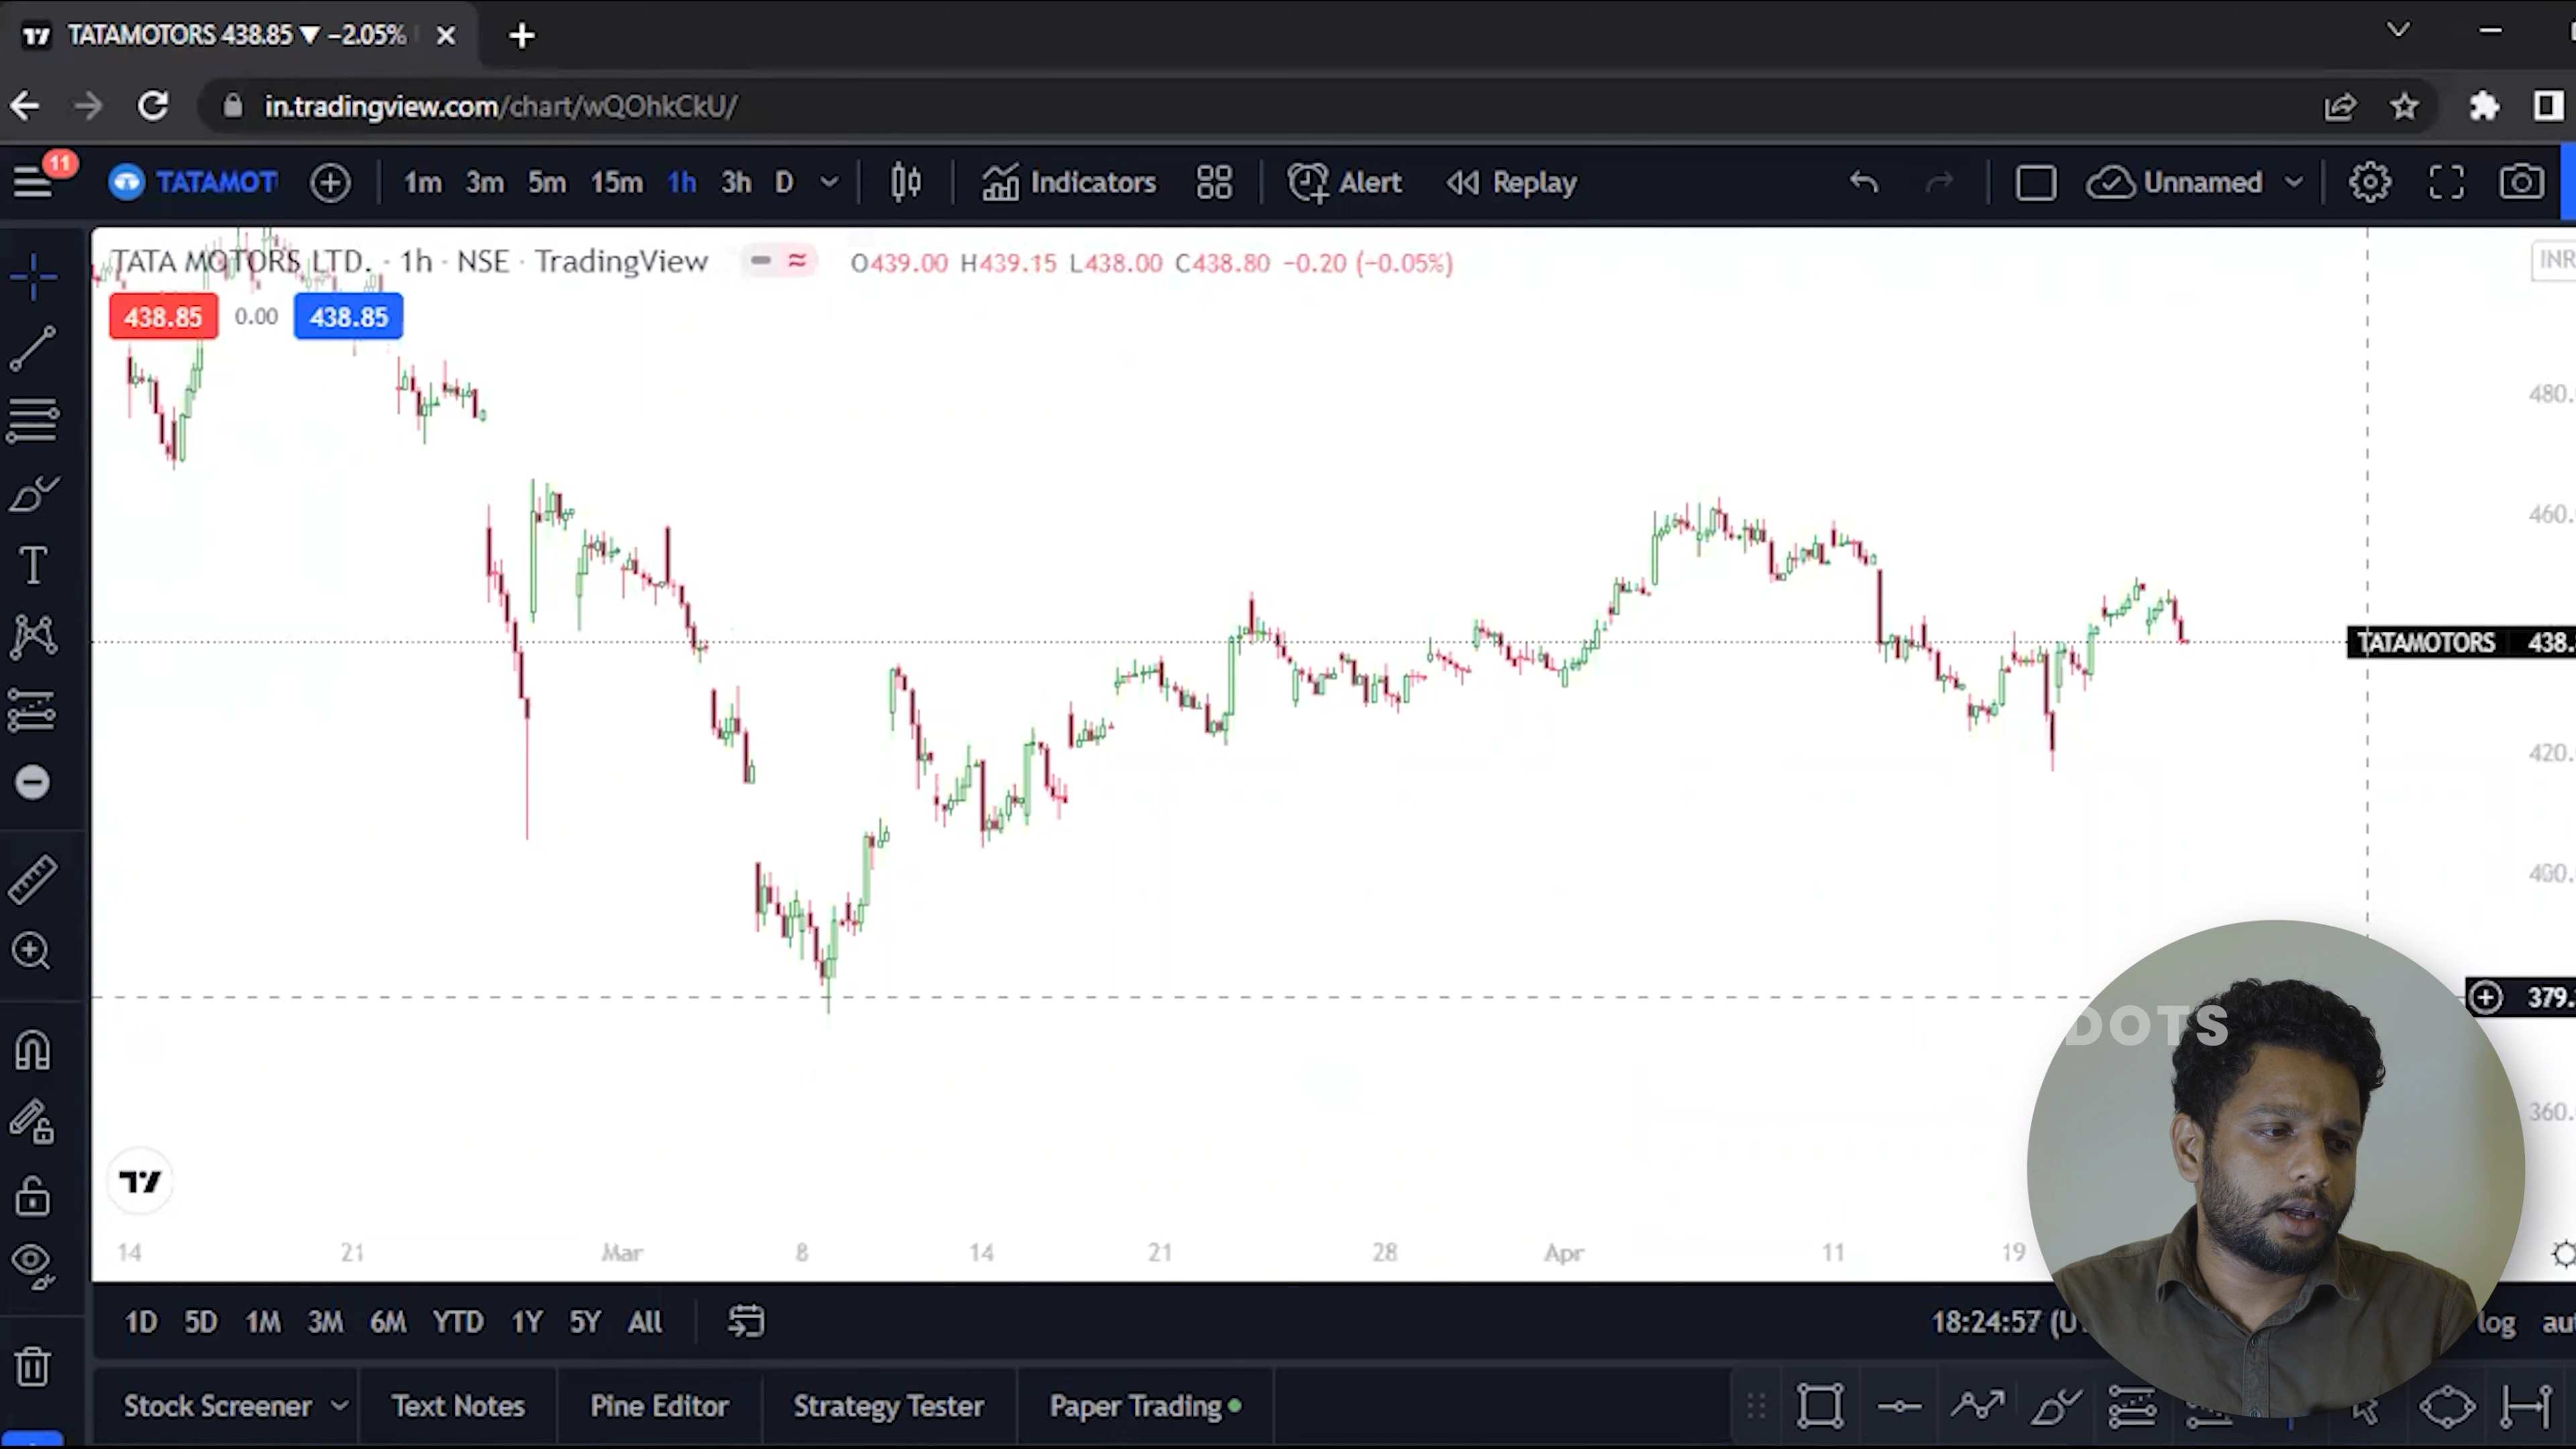 TATAMOTORS 438.85 ▼ −2.05%
in.tradingview.com/chart/wQOhkCkU/
11
TATAMOT
1m 3m 5m 15m 1h 3h D Indicators Alert Replay Unnamed
TATA MOTORS LTD. · 1h · NSE · TradingView O439.00 H439.15 L438.00 C438.80 −0.20 (−0.05%)
INR
438.85 0.00 438.85
480.
460.
TATAMOTORS 438.
420.
400.
379.
DOTS
360.
14 21 Mar 8 14 21 28 Apr 11 19
1D 5D 1M 3M 6M YTD 1Y 5Y All 18:24:57 (U log
Stock Screener Text Notes Pine Editor Strategy Tester Paper Trading